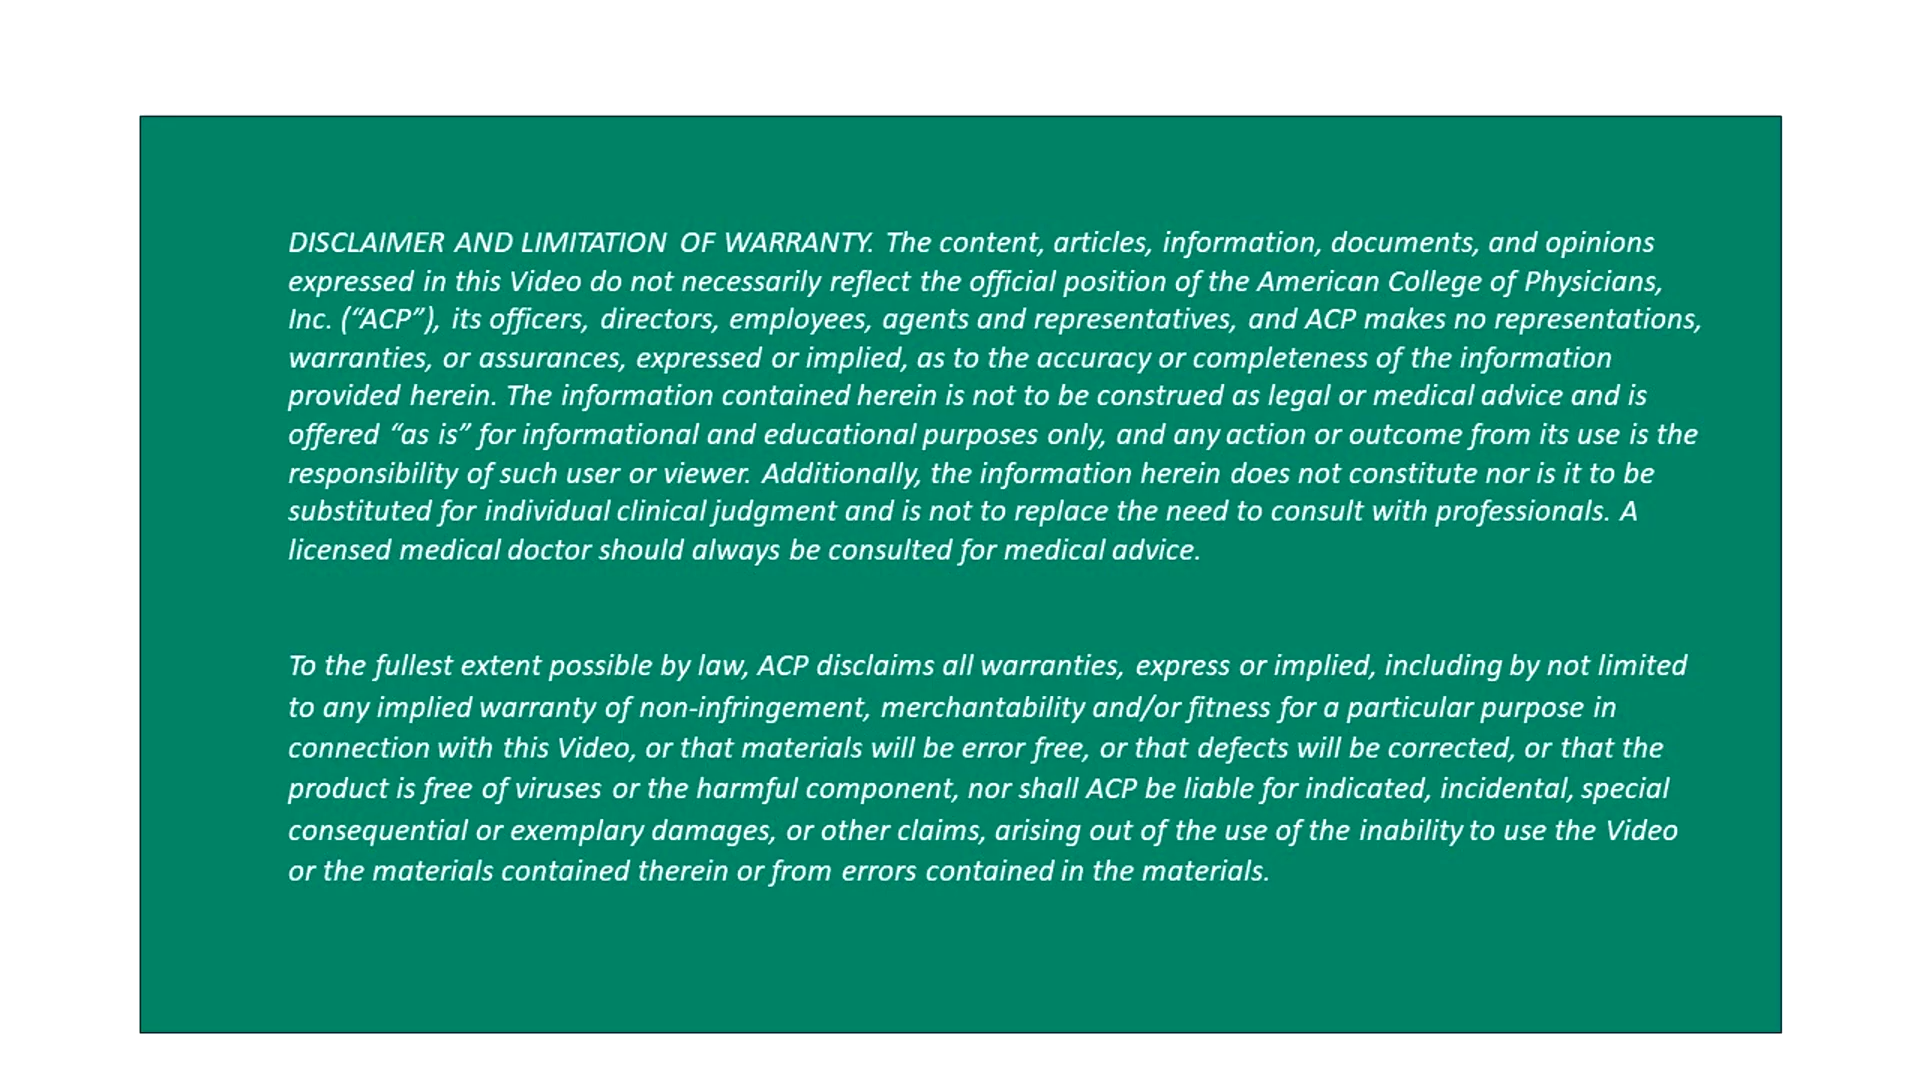 DISCLAIMER AND LIMITATION OF WARRANTY. The content, articles, information, documents, and opinions
expressed in this Video do not necessarily reflect the official position of the American College of Physicians,
Inc. (“ACP”), its officers, directors, employees, agents and representatives, and ACP makes no representations,
warranties, or assurances, expressed or implied, as to the accuracy or completeness of the information
provided herein. The information contained herein is not to be construed as legal or medical advice and is
offered “as is” for informational and educational purposes only, and any action or outcome from its use is the
responsibility of such user or viewer. Additionally, the information herein does not constitute nor is it to be
substituted for individual clinical judgment and is not to replace the need to consult with professionals. A
licensed medical doctor should always be consulted for medical advice.
To the fullest extent possible by law, ACP disclaims all warranties, express or implied, including by not limited
to any implied warranty of non-infringement, merchantability and/or fitness for a particular purpose in
connection with this Video, or that materials will be error free, or that defects will be corrected, or that the
product is free of viruses or the harmful component, nor shall ACP be liable for indicated, incidental, special
consequential or exemplary damages, or other claims, arising out of the use of the inability to use the Video
or the materials contained therein or from errors contained in the materials.